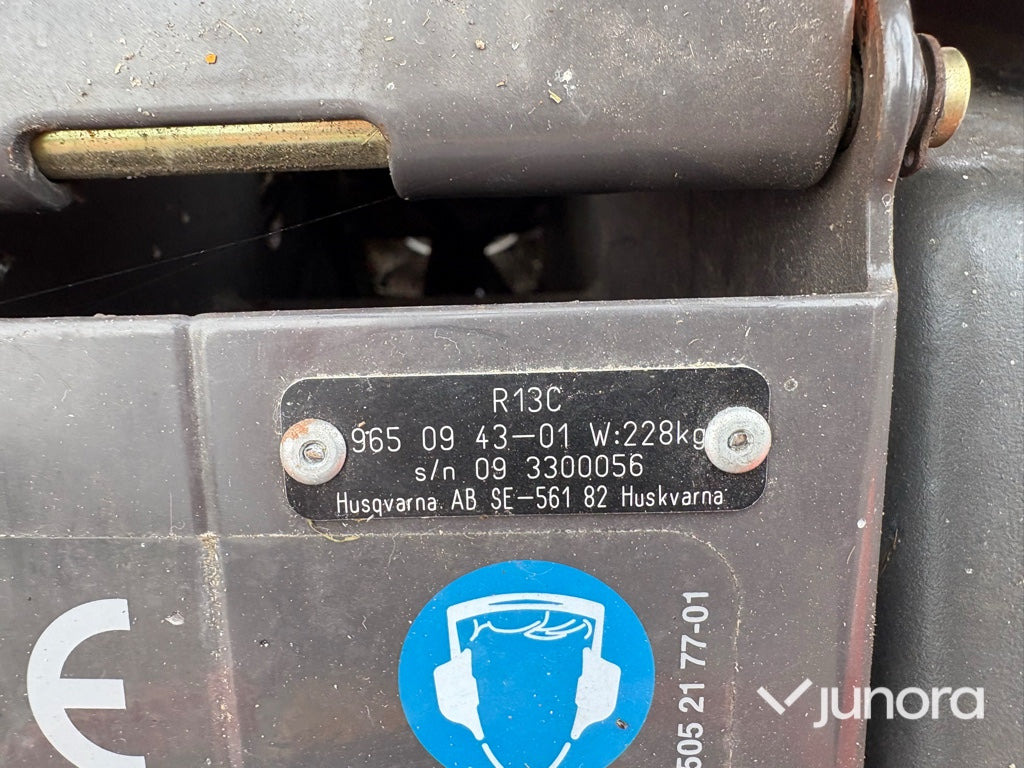 R13C
965 09 43-01 W:228kg
s/n 09 3300056
Husqvarna AB SE-561 82 Huskvarna
CE
505 21 77-01
junora